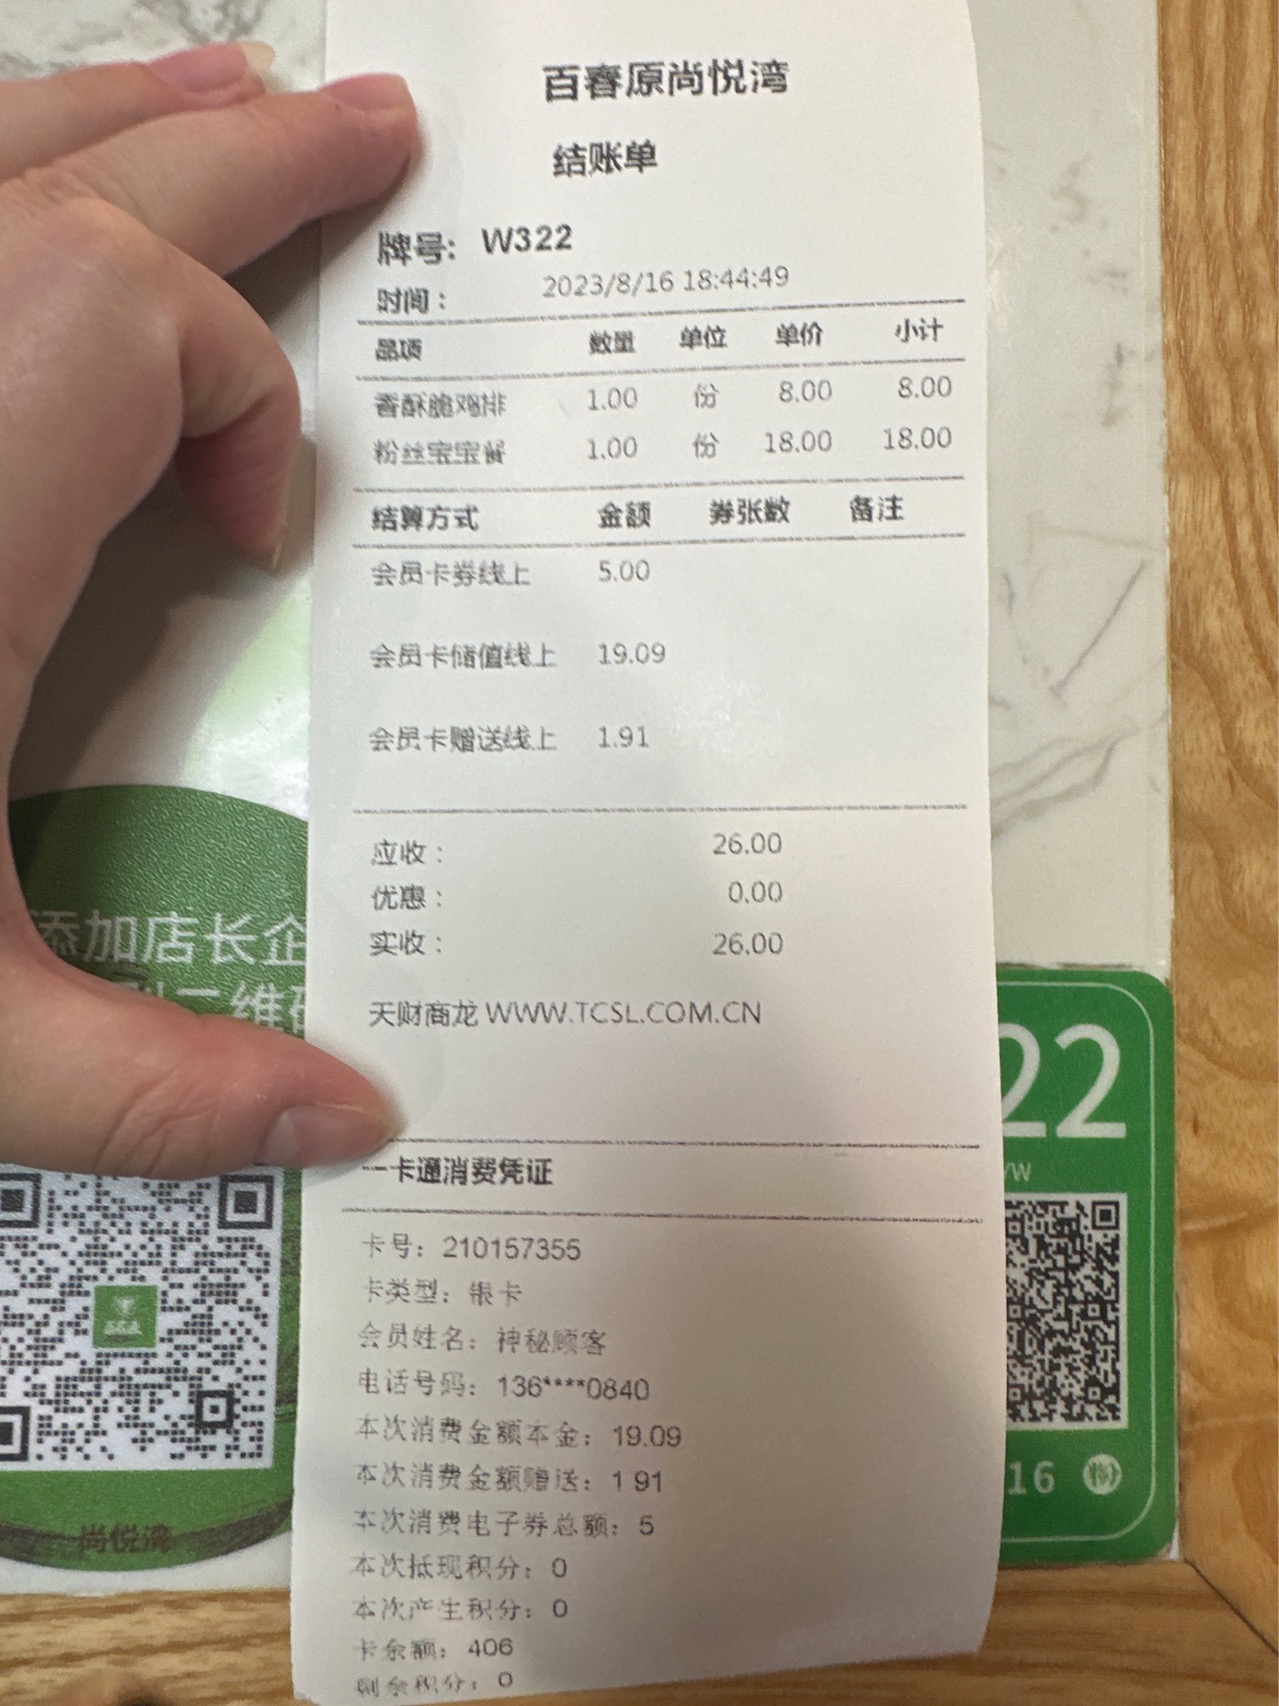 百春原尚悦湾
结账单
牌号: W322
时间: 2023/8/16 18:44:49
品项 数量 单位 单价 小计
香酥脆鸡排 1.00 份 8.00 8.00
粉丝宝宝餐 1.00 份 18.00 18.00
结算方式 金额 券张数 备注
会员卡券线上 5.00
会员卡储值线上 19.09
会员卡赠送线上 1.91
应收: 26.00
优惠: 0.00
实收: 26.00
天财商龙 WWW.TCSL.COM.CN
一卡通消费凭证
卡号: 210157355
卡类型: 银卡
会员姓名: 神秘顾客
电话号码: 136****0840
本次消费金额本金: 19.09
本次消费金额赠送: 1 91
本次消费电子券总额: 5
本次抵现积分: 0
本次产生积分: 0
卡余额: 406
剩余积分: 0
添加店长企
二维码
尚悦湾
22
16